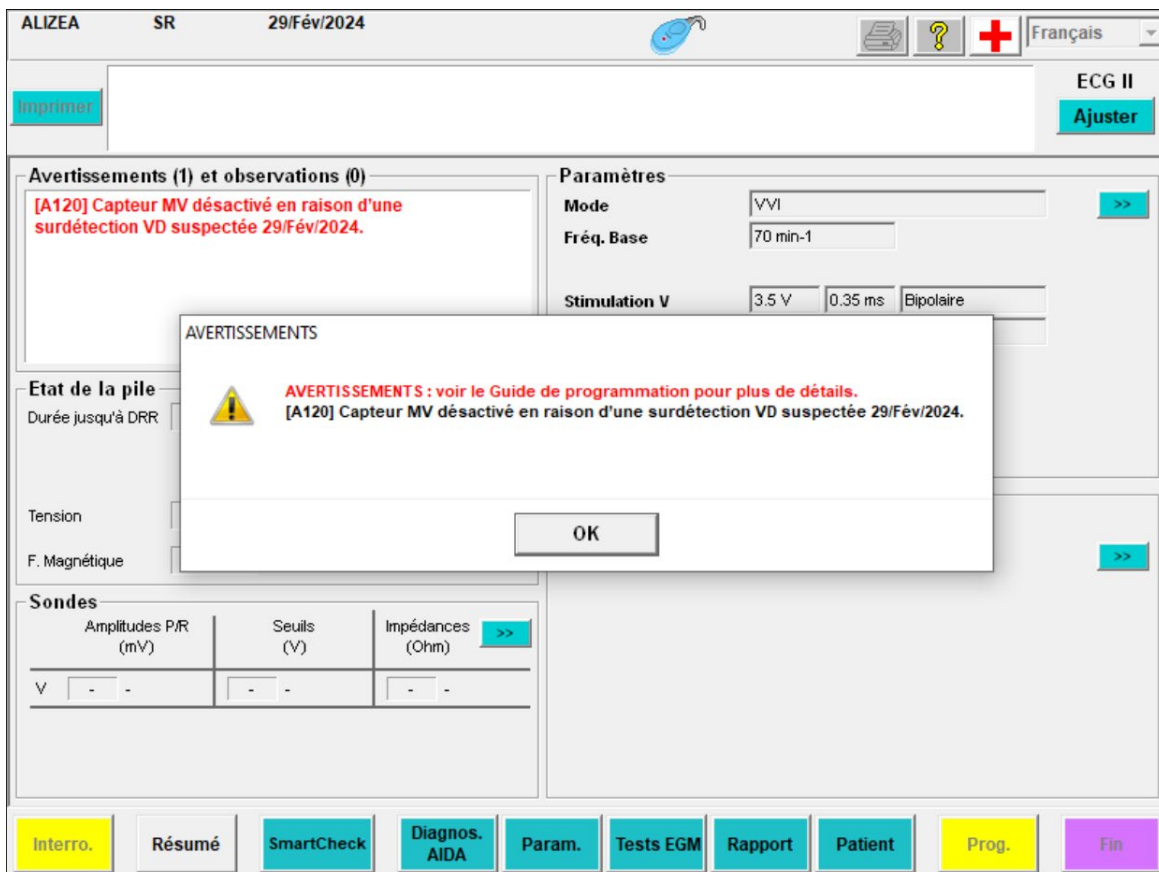 ALIZEA SR 29/Fév/2024 Français
ECG II
Imprimer
Ajuster
Avertissements (1) et observations (0)
[A120] Capteur MV désactivé en raison d'une
surdétection VD suspectée 29/Fév/2024.
Paramètres
Mode VVI >>
Fréq. Base 70 min-1
Stimulation V 3.5 V 0.35 ms Bipolaire
AVERTISSEMENTS
AVERTISSEMENTS : voir le Guide de programmation pour plus de détails.
[A120] Capteur MV désactivé en raison d'une surdétection VD suspectée 29/Fév/2024.
OK
Etat de la pile
Durée jusqu'à DRR
Tension
F. Magnétique
>>
Sondes
Amplitudes P/R Seuils Impédances >>
(mV) (V) (Ohm)
V - - - - - -
Interro. Résumé SmartCheck Diagnos. AIDA Param. Tests EGM Rapport Patient Prog. Fin